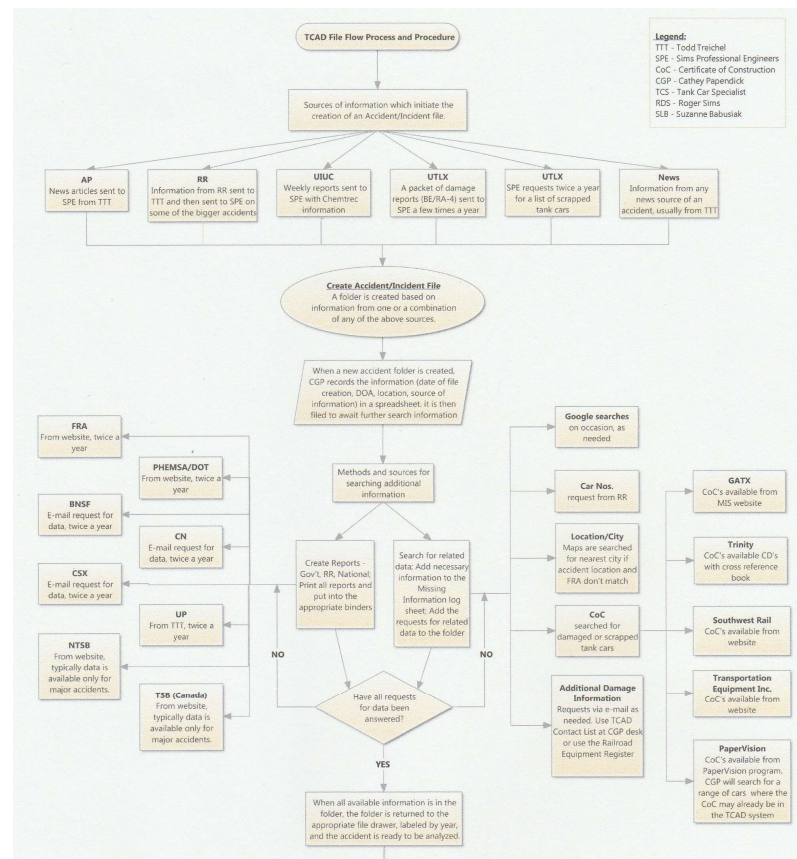 TCAD File Flow Process and Procedure
Legend:
TTT - Todd Treichel
SPE - Sims Professional Engineers
CoC - Certificate of Construction
CGP - Cathey Papendick
TCS - Tank Car Specialist
RDS - Roger Sims
SLB - Suzanne Babusiak
Sources of information which initiate the
creation of an Accident/Incident file.
AP
News articles sent to
SPE from TTT
RR
Information from RR sent to
TTT and then sent to SPE on
some of the bigger accidents
UIUC
Weekly reports sent to
SPE with Chemtrec
information
UTLX
A packet of damage
reports (BE/RA-4) sent to
SPE a few times a year
UTLX
SPE requests twice a year
for a list of scrapped
tank cars
News
Information from any
news source of an
accident, usually from TTT
Create Accident/Incident File
A folder is created based on
information from one or a combination
of any of the above sources.
When a new accident folder is created,
CGP records the information (date of file
creation, DOA, location, source of
information) in a spreadsheet. it is then
filed to await further search information
Methods and sources for
searching additional
information
FRA
From website, twice a
year
PHEMSA/DOT
From website, twice a
year
BNSF
E-mail request for
data, twice a year
CN
E-mail request for
data, twice a year
CSX
E-mail request for
data, twice a year
UP
From TTT, twice a
year
NTSB
From website,
typically data is
available only for
major accidents.
TSB (Canada)
From website,
typically data is
available only for
major accidents.
Create Reports -
Gov't, RR, National;
Print all reports and
put into the
appropriate binders
Search for related
data; Add necessary
information to the
Missing
Information log
sheet; Add the
requests for related
data to the folder
NO
NO
Have all requests
for data been
answered?
YES
When all available information is in the
folder, the folder is returned to the
appropriate file drawer, labeled by year,
and the accident is ready to be analyzed.
Google searches
on occasion, as
needed
Car Nos.
request from RR
Location/City
Maps are searched
for nearest city if
accident location and
FRA don't match
CoC
searched for
damaged or scrapped
tank cars
Additional Damage
Information
Requests via e-mail as
needed. Use TCAD
Contact List at CGP desk
or use the Railroad
Equipment Register
GATX
CoC's available from
MIS website
Trinity
CoC's available CD's
with cross reference
book
Southwest Rail
CoC's available from
website
Transportation
Equipment Inc.
CoC's available from
website
PaperVision
CoC's available from
PaperVision program.
CGP will search for a
range of cars where the
CoC may already be in
the TCAD system